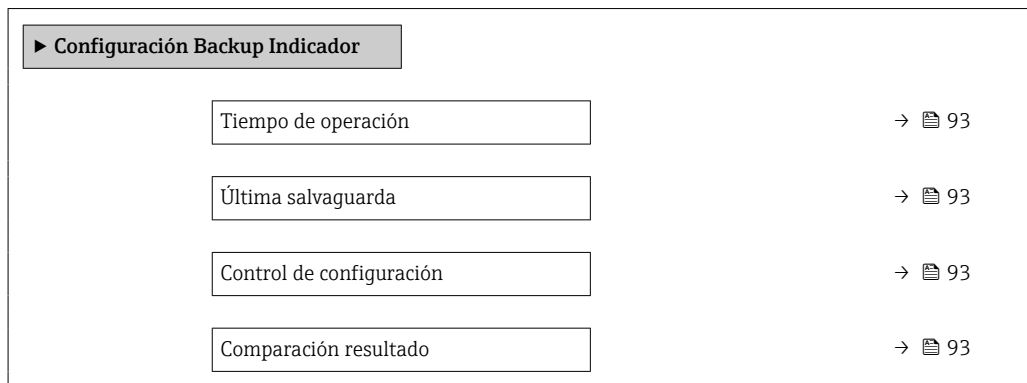 ▶ Configuración Backup Indicador
Tiempo de operación → 93
Última salvaguarda → 93
Control de configuración → 93
Comparación resultado → 93